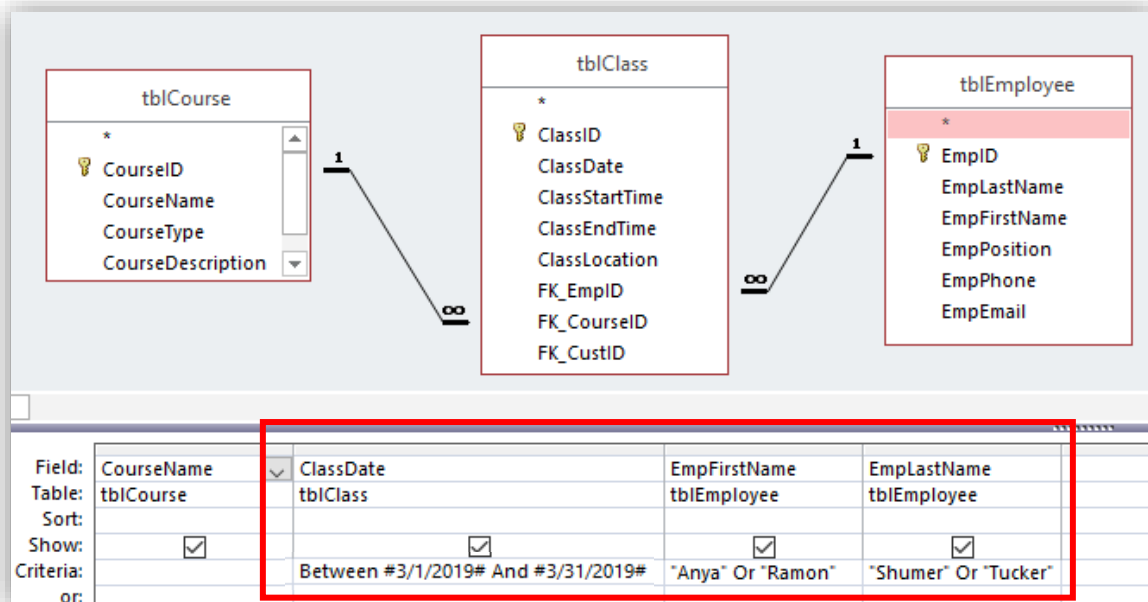 tblCourse
*
CourseID
CourseName
CourseType
CourseDescription
1
∞
tblClass
*
ClassID
ClassDate
ClassStartTime
ClassEndTime
ClassLocation
FK_EmpID
FK_CourseID
FK_CustID
1
∞
tblEmployee
*
EmpID
EmpLastName
EmpFirstName
EmpPosition
EmpPhone
EmpEmail
Field: CourseName ClassDate EmpFirstName EmpLastName
Table: tblCourse tblClass tblEmployee tblEmployee
Sort:
Show:
Criteria: Between #3/1/2019# And #3/31/2019# "Anya" Or "Ramon" "Shumer" Or "Tucker"
or: